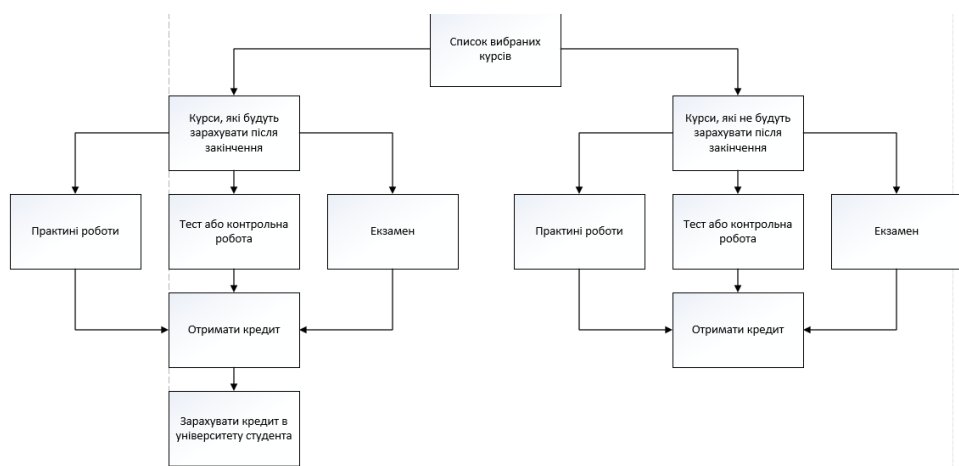 Список вибраних
курсів
Курси, які будуть
зарахувати після
закінчення
Курси, які не будуть
зарахувати після
закінчення
Практині роботи
Тест або контрольна
робота
Екзамен
Практині роботи
Тест або контрольна
робота
Екзамен
Отримати кредит
Отримати кредит
Зарахувати кредит в
університету студента